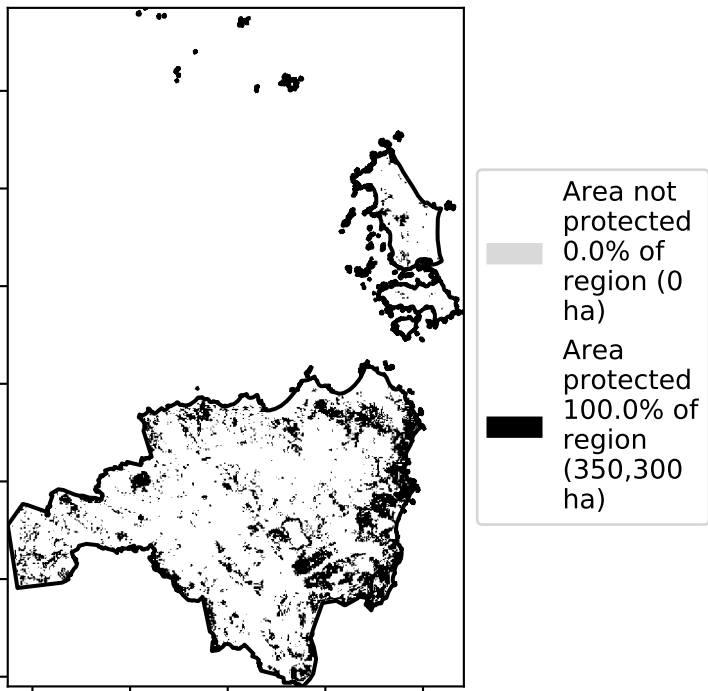 Area not
protected
0.0% of
region (0
ha)
Area
protected
100.0% of
region
(350,300
ha)